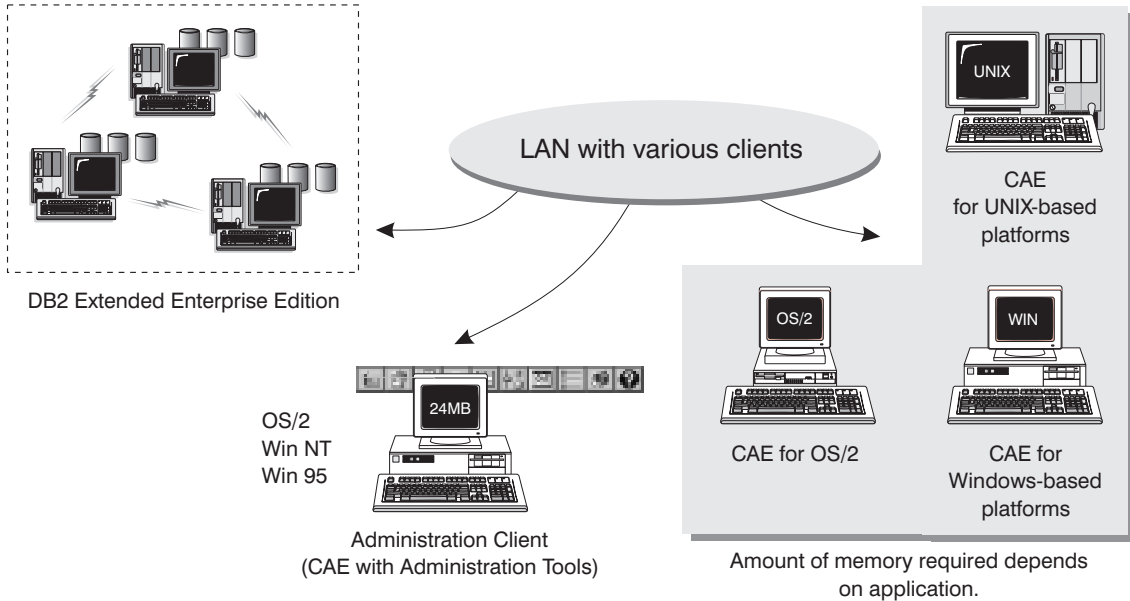 UNIX
LAN with various clients
CAE
for UNIX-based
platforms
DB2 Extended Enterprise Edition
OS/2
WIN
24MB
OS/2
Win NT
Win 95
CAE for OS/2
CAE for
Windows-based
platforms
Administration Client
(CAE with Administration Tools)
Amount of memory required depends
on application.